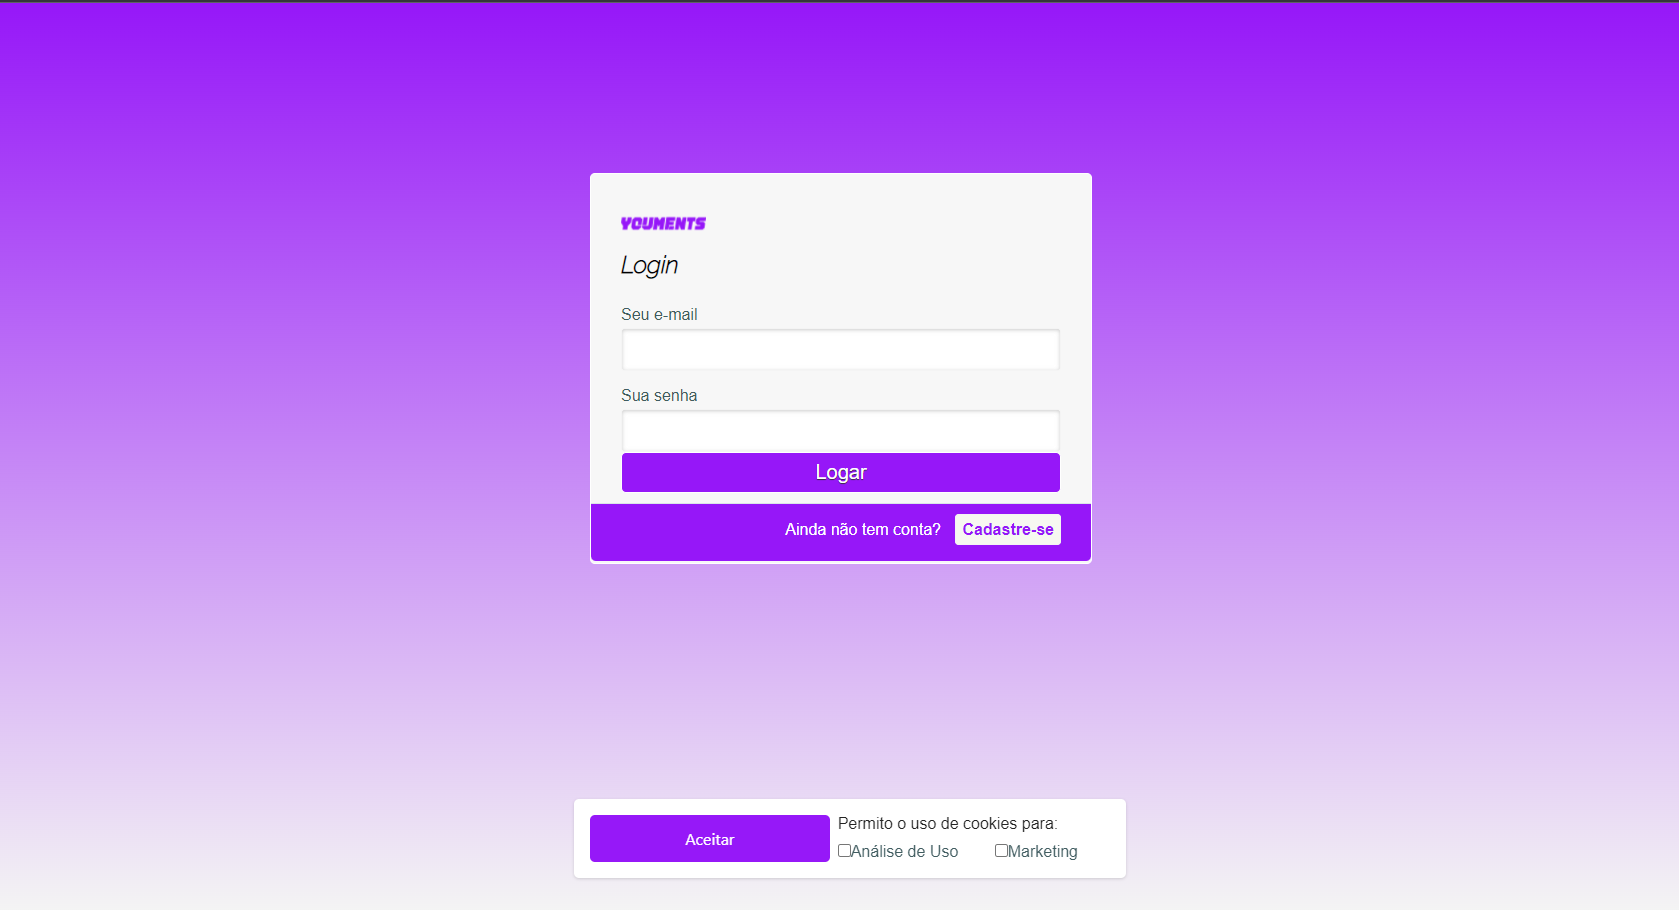 YOUMENTS
Login
Seu e-mail
Sua senha
Logar
Ainda não tem conta? Cadastre-se
Aceitar
Permito o uso de cookies para:
Análise de Uso Marketing